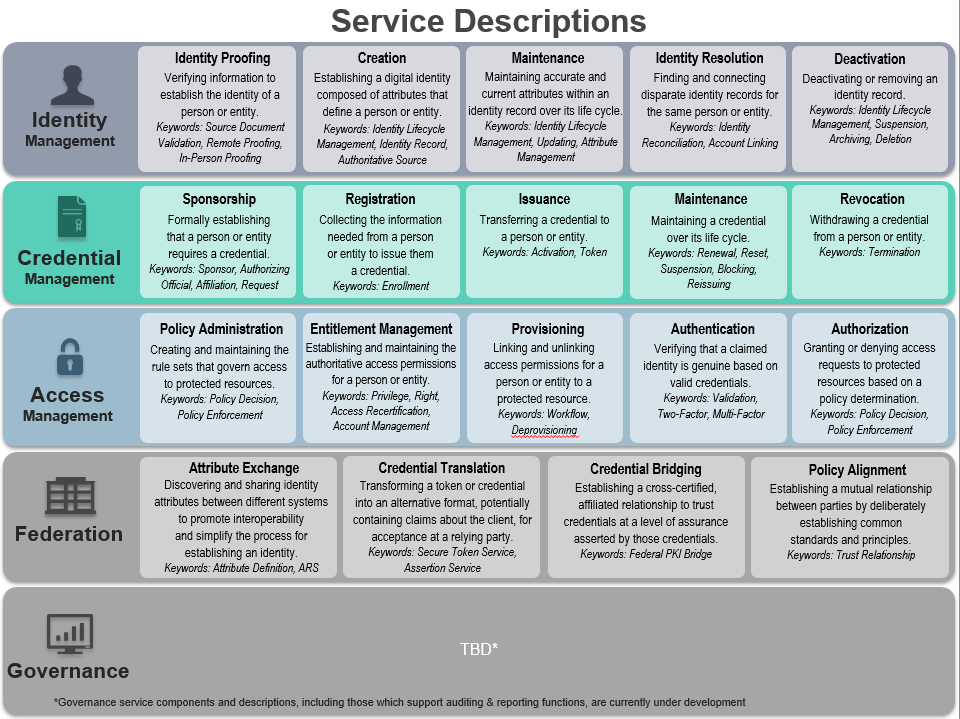 Service Descriptions
Identity
Management
Identity Proofing
Verifying information to
establish the identity of a
person or entity.
Keywords: Source Document
Validation, Remote Proofing,
In-Person Proofing
Creation
Establishing a digital identity
composed of attributes that
define a person or entity.
Keywords: Identity Lifecycle
Management, Identity Record,
Authoritative Source
Maintenance
Maintaining accurate and
current attributes within an
identity record over its life cycle.
Keywords: Identity Lifecycle
Management, Updating, Attribute
Management
Identity Resolution
Finding and connecting
disparate identity records for
the same person or entity.
Keywords: Identity
Reconciliation, Account Linking
Deactivation
Deactivating or removing an
identity record.
Keywords: Identity Lifecycle
Management, Suspension,
Archiving, Deletion
Credential
Management
Sponsorship
Formally establishing
that a person or entity
requires a credential.
Keywords: Sponsor, Authorizing
Official, Affiliation, Request
Registration
Collecting the information
needed from a person
or entity to issue them
a credential.
Keywords: Enrollment
Issuance
Transferring a credential to
a person or entity.
Keywords: Activation, Token
Maintenance
Maintaining a credential
over its life cycle.
Keywords: Renewal, Reset,
Suspension, Blocking,
Reissuing
Revocation
Withdrawing a credential
from a person or entity.
Keywords: Termination
Access
Management
Policy Administration
Creating and maintaining the
rule sets that govern access
to protected resources.
Keywords: Policy Decision,
Policy Enforcement
Entitlement Management
Establishing and maintaining the
authoritative access permissions
for a person or entity.
Keywords: Privilege, Right,
Access Recertification,
Account Management
Provisioning
Linking and unlinking
access permissions for a
person or entity to a
protected resource.
Keywords: Workflow,
Deprovisioning
Authentication
Verifying that a claimed
identity is genuine based on
valid credentials.
Keywords: Validation,
Two-Factor, Multi-Factor
Authorization
Granting or denying access
requests to protected
resources based on a
policy determination.
Keywords: Policy Decision,
Policy Enforcement
Federation
Attribute Exchange
Discovering and sharing identity
attributes between different systems
to promote interoperability
and simplify the process for
establishing an identity.
Keywords: Attribute Definition, ARS
Credential Translation
Transforming a token or credential
into an alternative format, potentially
containing claims about the client, for
acceptance at a relying party.
Keywords: Secure Token Service,
Assertion Service
Credential Bridging
Establishing a cross-certified,
affiliated relationship to trust
credentials at a level of assurance
asserted by those credentials.
Keywords: Federal PKI Bridge
Policy Alignment
Establishing a mutual relationship
between parties by deliberately
establishing common
standards and principles.
Keywords: Trust Relationship
Governance
TBD*
*Governance service components and descriptions, including those which support auditing & reporting functions, are currently under development